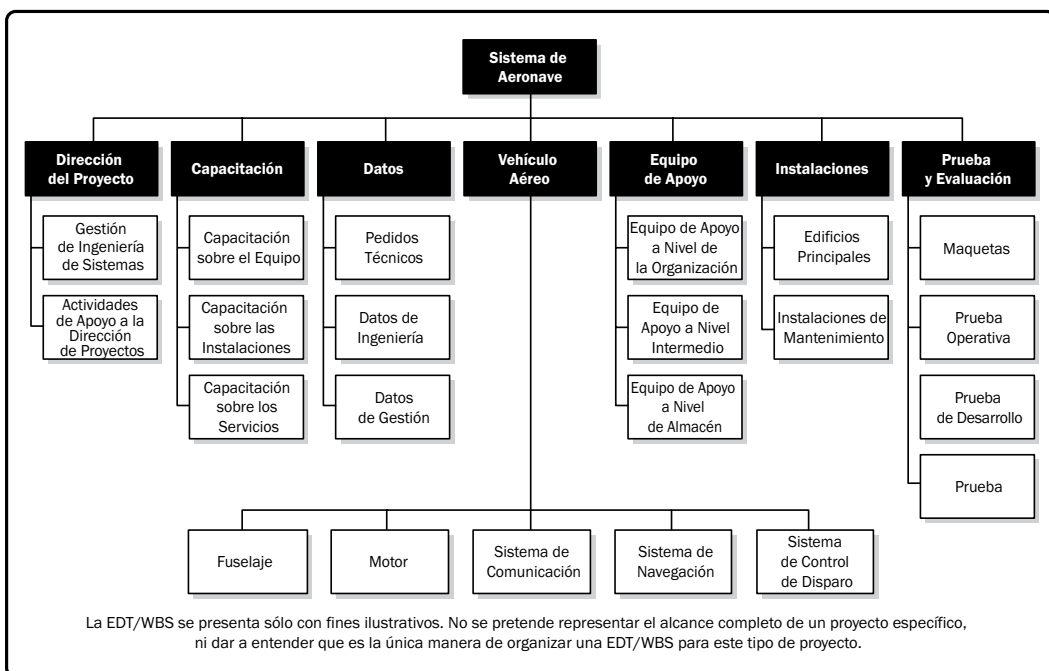 Sistema de
Aeronave
Dirección
del Proyecto
Capacitación
Datos
Vehículo
Aéreo
Equipo
de Apoyo
Instalaciones
Prueba
y Evaluación
Gestión
de Ingeniería
de Sistemas
Actividades
de Apoyo a la
Dirección
de Proyectos
Capacitación
sobre el Equipo
Capacitación
sobre las
Instalaciones
Capacitación
sobre los
Servicios
Pedidos
Técnicos
Datos de
Ingeniería
Datos
de Gestión
Equipo de Apoyo
a Nivel de
la Organización
Equipo de
Apoyo a Nivel
Intermedio
Equipo de Apoyo
a Nivel
de Almacén
Edificios
Principales
Instalaciones de
Mantenimiento
Maquetas
Prueba
Operativa
Prueba
de Desarrollo
Prueba
Fuselaje
Motor
Sistema de
Comunicación
Sistema de
Navegación
Sistema
de Control
de Disparo
La EDT/WBS se presenta sólo con fines ilustrativos. No se pretende representar el alcance completo de un proyecto específico,
ni dar a entender que es la única manera de organizar una EDT/WBS para este tipo de proyecto.